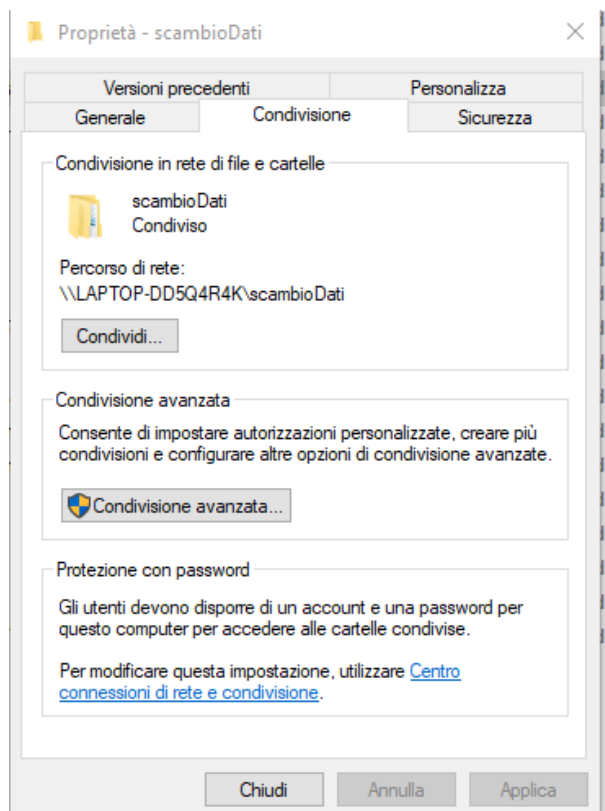 Proprietà - scambioDati
Versioni precedenti
Personalizza
Generale
Condivisione
Sicurezza
Condivisione in rete di file e cartelle
scambioDati
Condiviso
Percorso di rete:
\\LAPTOP-DD5Q4R4K\scambioDati
Condividi...
Condivisione avanzata
Consente di impostare autorizzazioni personalizzate, creare più
condivisioni e configurare altre opzioni di condivisione avanzate.
Condivisione avanzata...
Protezione con password
Gli utenti devono disporre di un account e una password per
questo computer per accedere alle cartelle condivise.
Per modificare questa impostazione, utilizzare Centro
connessioni di rete e condivisione.
Chiudi
Annulla
Applica